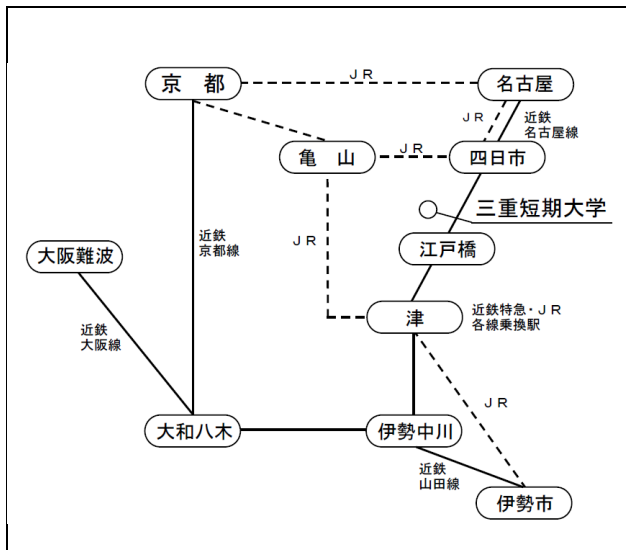 京 都
ＪＲ
名古屋
ＪＲ
近鉄
名古屋線
亀 山
ＪＲ
四日市
三重短期大学
近鉄
京都線
ＪＲ
大阪難波
江戸橋
近鉄
大阪線
津
近鉄特急・ＪＲ
各線乗換駅
ＪＲ
大和八木
伊勢中川
近鉄
山田線
伊勢市